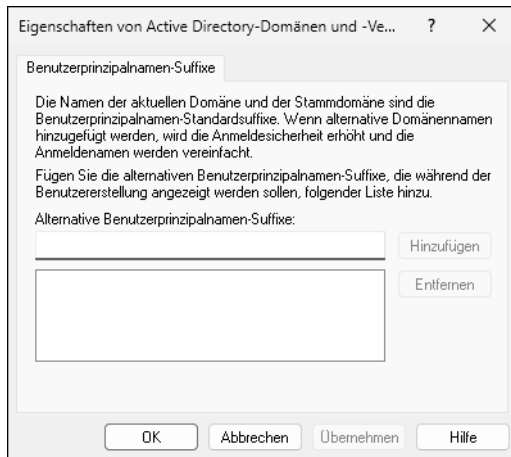 Eigenschaften von Active Directory-Domänen und -Ve... ?
Benutzerprinzipalnamen-Suffixe
Die Namen der aktuellen Domäne und der Stammdomäne sind die
Benutzerprinzipalnamen-Standardsuffixe. Wenn alternative Domänennamen
hinzugefügt werden, wird die Anmeldesicherheit erhöht und die
Anmeldenamen werden vereinfacht.
Fügen Sie die alternativen Benutzerprinzipalnamen-Suffixe, die während der
Benutzererstellung angezeigt werden sollen, folgender Liste hinzu.
Alternative Benutzerprinzipalnamen-Suffixe:
Hinzufügen
Entfernen
OK Abbrechen Übernehmen Hilfe